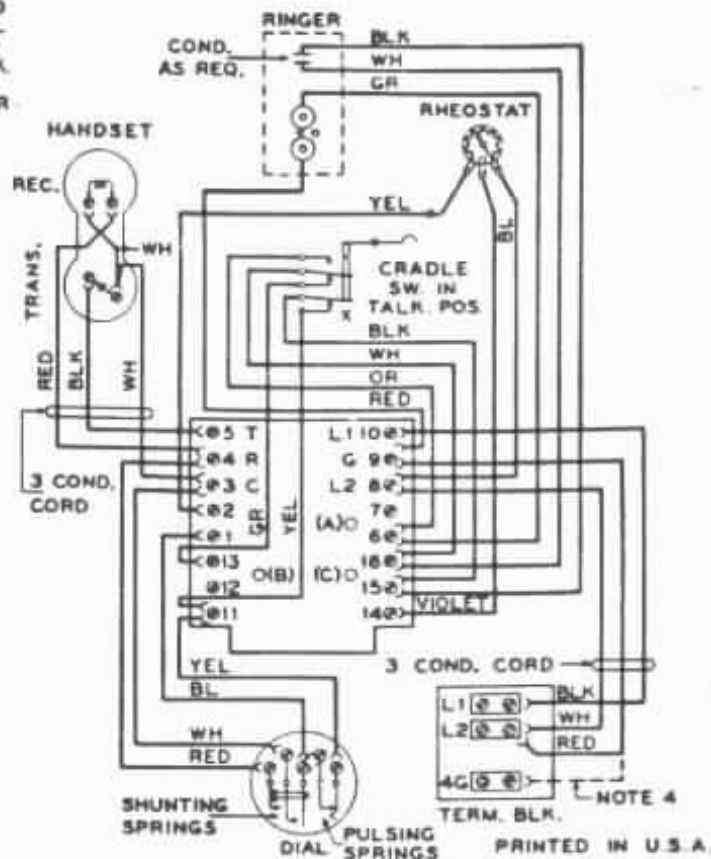 RINGER
COND.
AS REQ.
BLK
WH
GR
RHEOSTAT
HANDSET
REC.
YEL
WH
BL
TRANS.
CRADLE
SW. IN
TALK. POS.
X
BLK
WH
OR
RED
RED
BLK
WH
3 COND.
CORD
5 T
4 R
3 C
2
1
13
12
11
GR
YEL
(B)
(A)
(C)
L1 10
G 9
L2 8
7
6
16
15
14
VIOLET
YEL
BL
WH
RED
3 COND. CORD
L1
L2
4G
BLK
WH
RED
NOTE 4
TERM. BLK.
SHUNTING
SPRINGS
DIAL
PULSING
SPRINGS
PRINTED IN U.S.A.